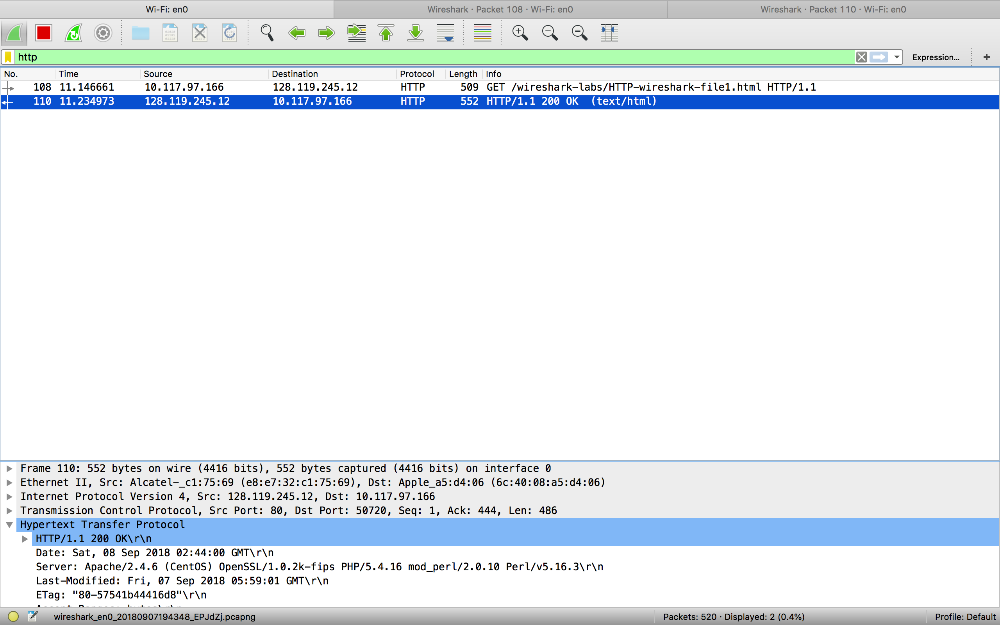 Wi-Fi: en0 Wireshark · Packet 108 · Wi-Fi: en0 Wireshark · Packet 110 · Wi-Fi: en0
http Expression... +
No. Time Source Destination Protocol Length Info
108 11.146661 10.117.97.166 128.119.245.12 HTTP 509 GET /wireshark-labs/HTTP-wireshark-file1.html HTTP/1.1
110 11.234973 128.119.245.12 10.117.97.166 HTTP 552 HTTP/1.1 200 OK (text/html)
Frame 110: 552 bytes on wire (4416 bits), 552 bytes captured (4416 bits) on interface 0
Ethernet II, Src: Alcatel-_c1:75:69 (e8:e7:32:c1:75:69), Dst: Apple_a5:d4:06 (6c:40:08:a5:d4:06)
Internet Protocol Version 4, Src: 128.119.245.12, Dst: 10.117.97.166
Transmission Control Protocol, Src Port: 80, Dst Port: 50720, Seq: 1, Ack: 444, Len: 486
Hypertext Transfer Protocol
HTTP/1.1 200 OK\r\n
Date: Sat, 08 Sep 2018 02:44:00 GMT\r\n
Server: Apache/2.4.6 (CentOS) OpenSSL/1.0.2k-fips PHP/5.4.16 mod_perl/2.0.10 Perl/v5.16.3\r\n
Last-Modified: Fri, 07 Sep 2018 05:59:01 GMT\r\n
ETag: "80-57541b44416d8"\r\n
wireshark_en0_20180907194348_EPJdZj.pcapng Packets: 520 · Displayed: 2 (0.4%) Profile: Default